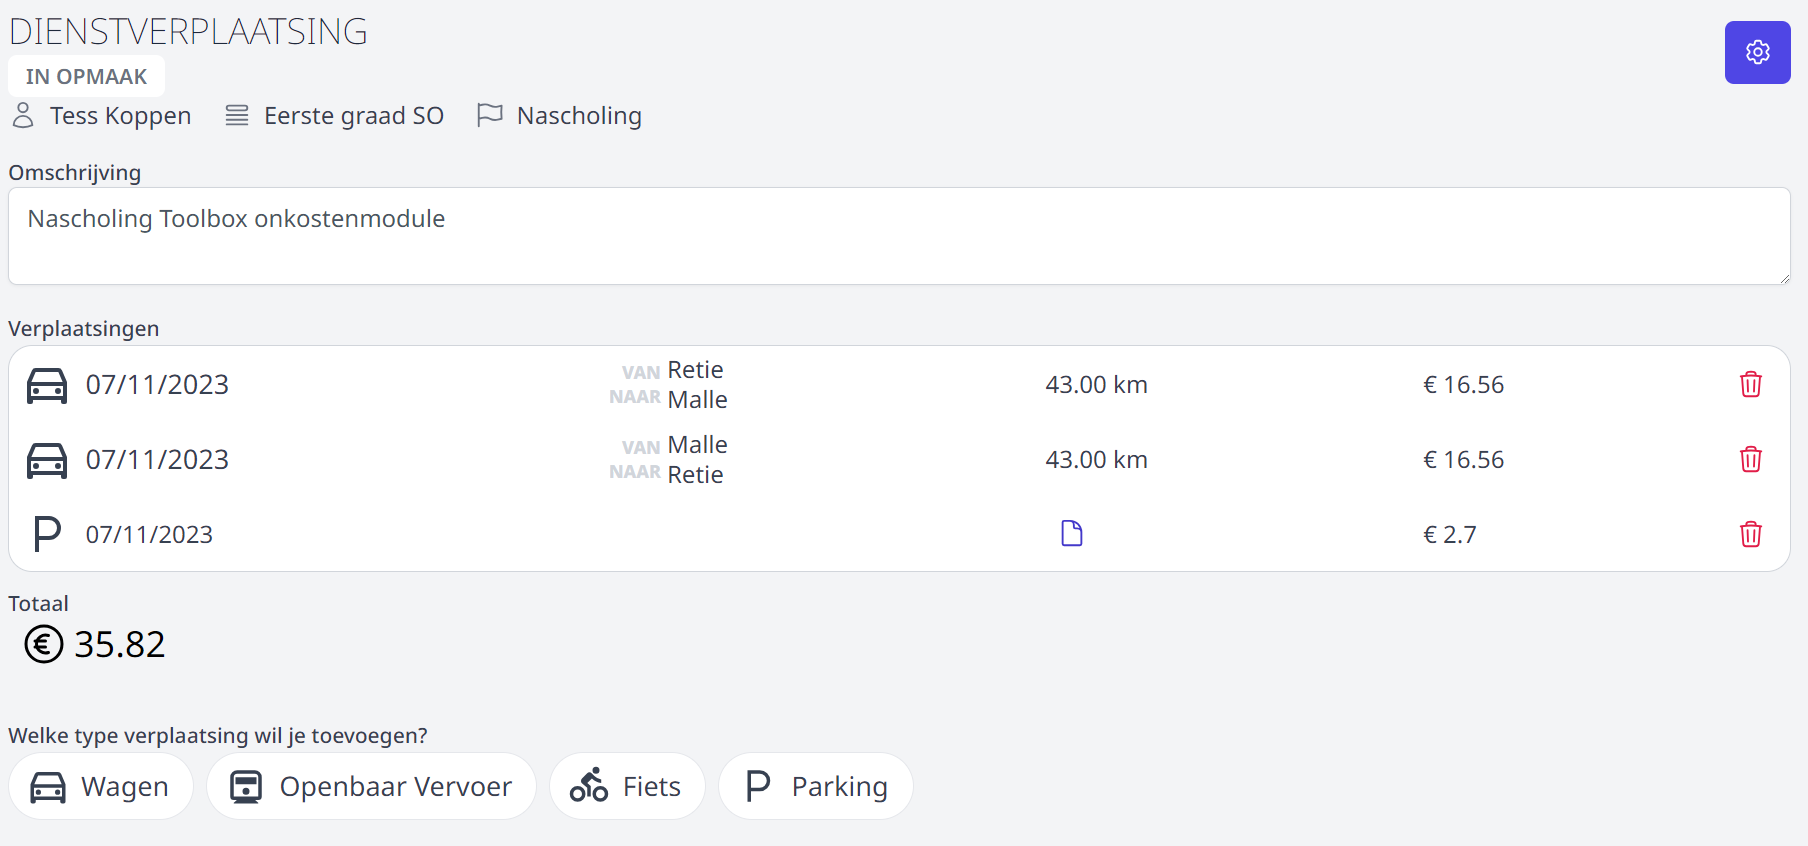 DIENSTVERPLAATSING
IN OPMAAK
Tess Koppen Eerste graad SO Nascholing
Omschrijving
Nascholing Toolbox onkostenmodule
Verplaatsingen
07/11/2023 VAN Retie NAAR Malle 43.00 km € 16.56
07/11/2023 VAN Malle NAAR Retie 43.00 km € 16.56
P 07/11/2023 € 2.7
Totaal
€ 35.82
Welke type verplaatsing wil je toevoegen?
Wagen Openbaar Vervoer Fiets P Parking